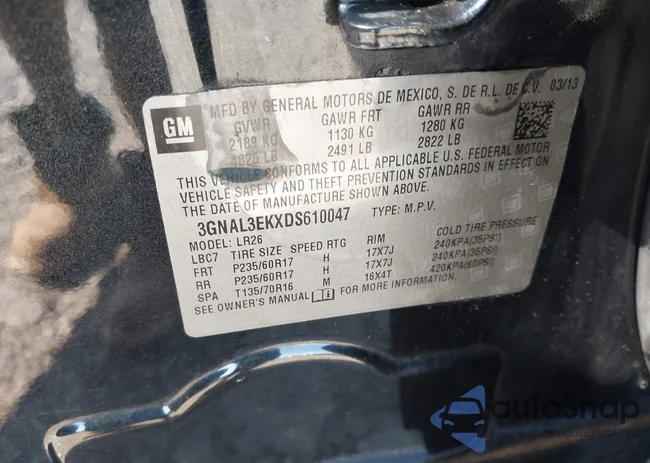 GM
MFD BY GENERAL MOTORS DE MEXICO, S. DE R.L. DE C.V. 03/13
GVWR GAWR FRT GAWR RR
2189 KG 1130 KG 1280 KG
4825 LB 2491 LB 2822 LB
THIS VEHICLE CONFORMS TO ALL APPLICABLE U.S. FEDERAL MOTOR
VEHICLE SAFETY AND THEFT PREVENTION STANDARDS IN EFFECT ON
THE DATE OF MANUFACTURE SHOWN ABOVE.
3GNAL3EKXDS610047 TYPE: M.P.V.
MODEL: LR26
LBC7 TIRE SIZE SPEED RTG RIM COLD TIRE PRESSURE
FRT P235/60R17 H 17X7J 240KPA(35PSI)
RR P235/60R17 H 17X7J 240KPA(35PSI)
SPA T135/70R16 M 16X4T 420KPA(60PSI)
SEE OWNER'S MANUAL FOR MORE INFORMATION.
autoSnap